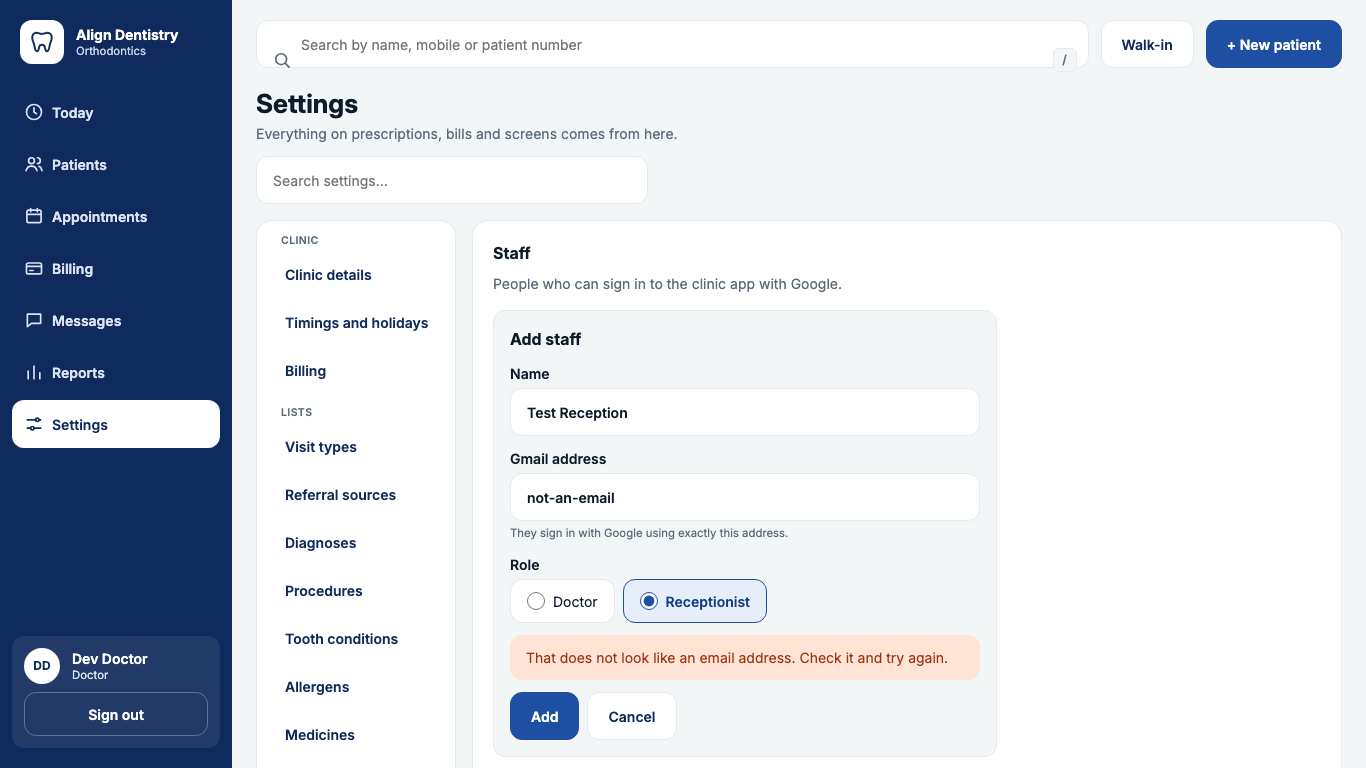 Align Dentistry
Orthodontics
Today
Patients
Appointments
Billing
Messages
Reports
Settings
DD
Dev Doctor
Doctor
Sign out
Search by name, mobile or patient number
/
Walk-in
+ New patient
Settings
Everything on prescriptions, bills and screens comes from here.
Search settings...
CLINIC
Clinic details
Timings and holidays
Billing
LISTS
Visit types
Referral sources
Diagnoses
Procedures
Tooth conditions
Allergens
Medicines
Staff
People who can sign in to the clinic app with Google.
Add staff
Name
Test Reception
Gmail address
not-an-email
They sign in with Google using exactly this address.
Role
Doctor
Receptionist
That does not look like an email address. Check it and try again.
Add
Cancel